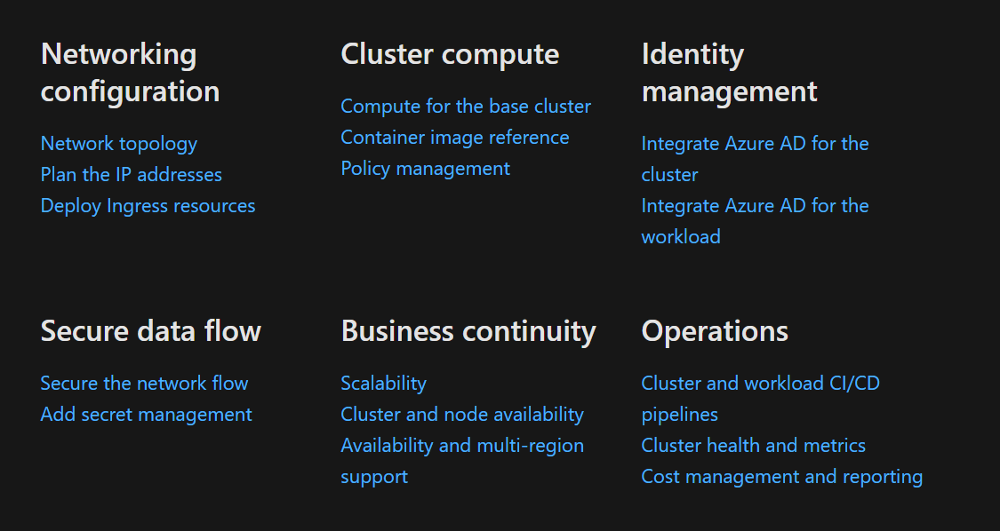 Networking
configuration
Network topology
Plan the IP addresses
Deploy Ingress resources
Cluster compute
Compute for the base cluster
Container image reference
Policy management
Identity
management
Integrate Azure AD for the
cluster
Integrate Azure AD for the
workload
Secure data flow
Secure the network flow
Add secret management
Business continuity
Scalability
Cluster and node availability
Availability and multi-region
support
Operations
Cluster and workload CI/CD
pipelines
Cluster health and metrics
Cost management and reporting